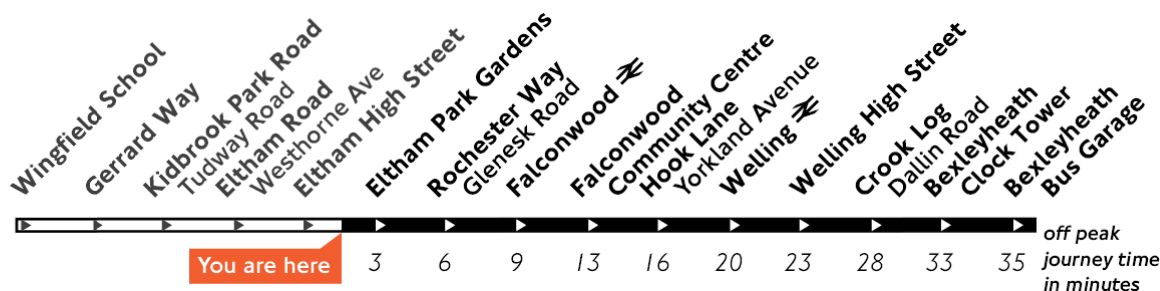 Wingfield School
Gerrard Way
Kidbrook Park Road
Tudway Road
Eltham Road
Westhorne Ave
Eltham High Street
Eltham Park Gardens
Rochester Way
Glenesk Road
Falconwood
Falconwood
Community Centre
Hook Lane
Yorkland Avenue
Welling
Welling High Street
Crook Log
Dallin Road
Bexleyheath
Clock Tower
Bexleyheath
Bus Garage
You are here
3 6 9 13 16 20 23 28 33 35
off peak
journey time
in minutes